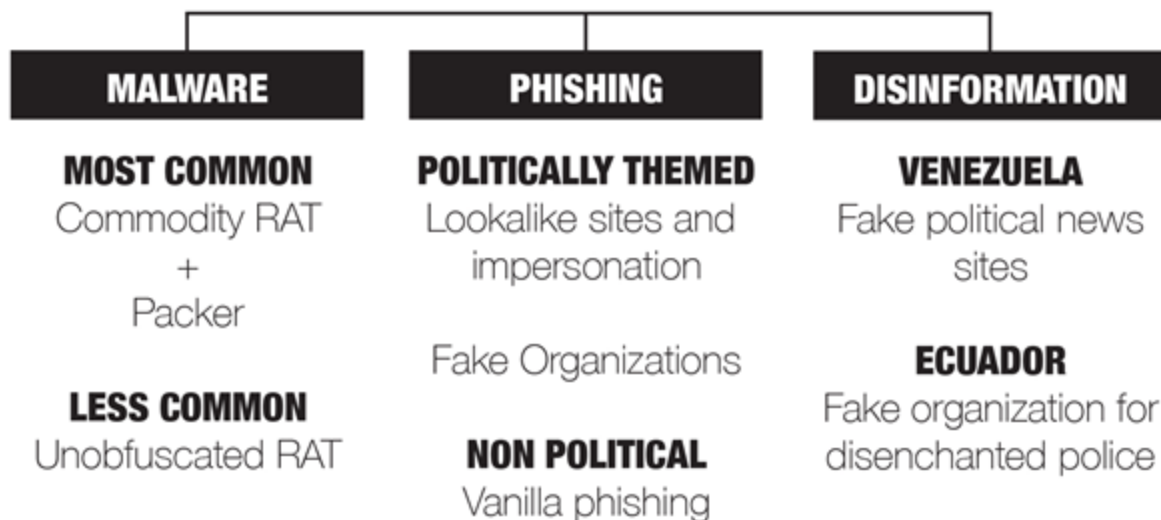 MALWARE
MOST COMMON
Commodity RAT
+
Packer
LESS COMMON
Unobfuscated RAT
PHISHING
POLITICALLY THEMED
Lookalike sites and
impersonation
Fake Organizations
NON POLITICAL
Vanilla phishing
DISINFORMATION
VENEZUELA
Fake political news
sites
ECUADOR
Fake organization for
disenchanted police